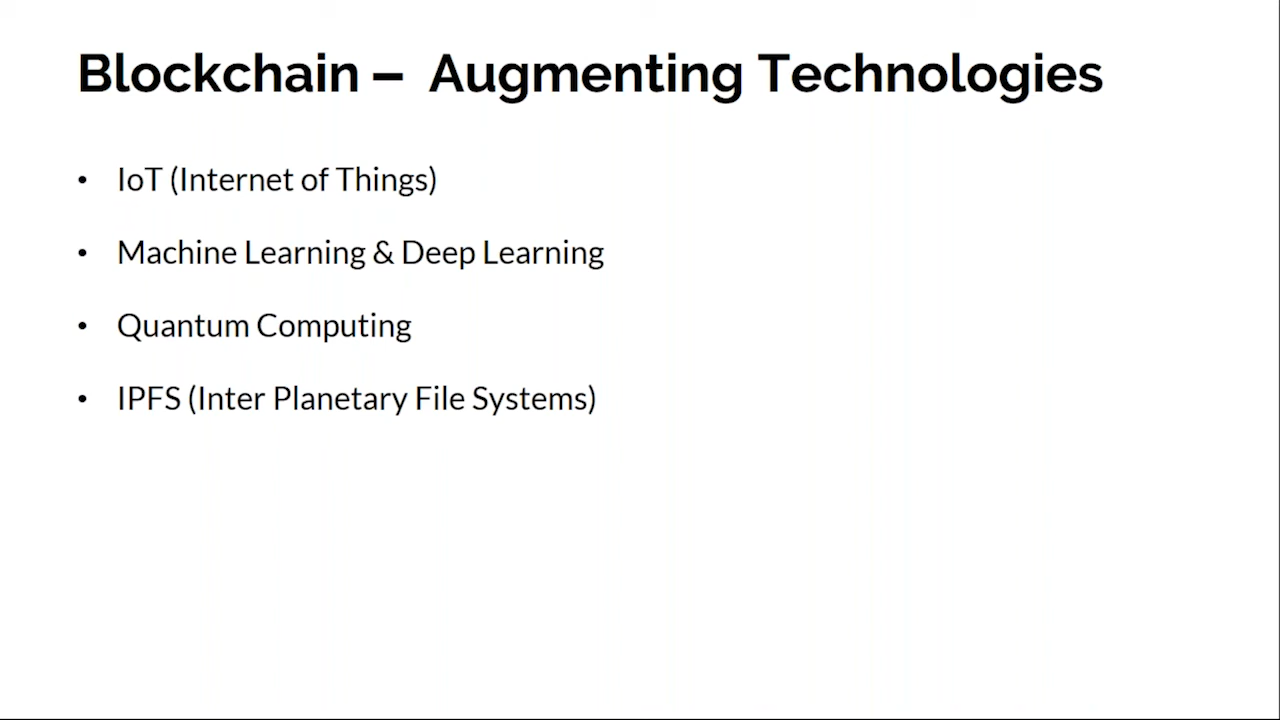 Blockchain – Augmenting Technologies
• IoT (Internet of Things)
• Machine Learning & Deep Learning
• Quantum Computing
• IPFS (Inter Planetary File Systems)